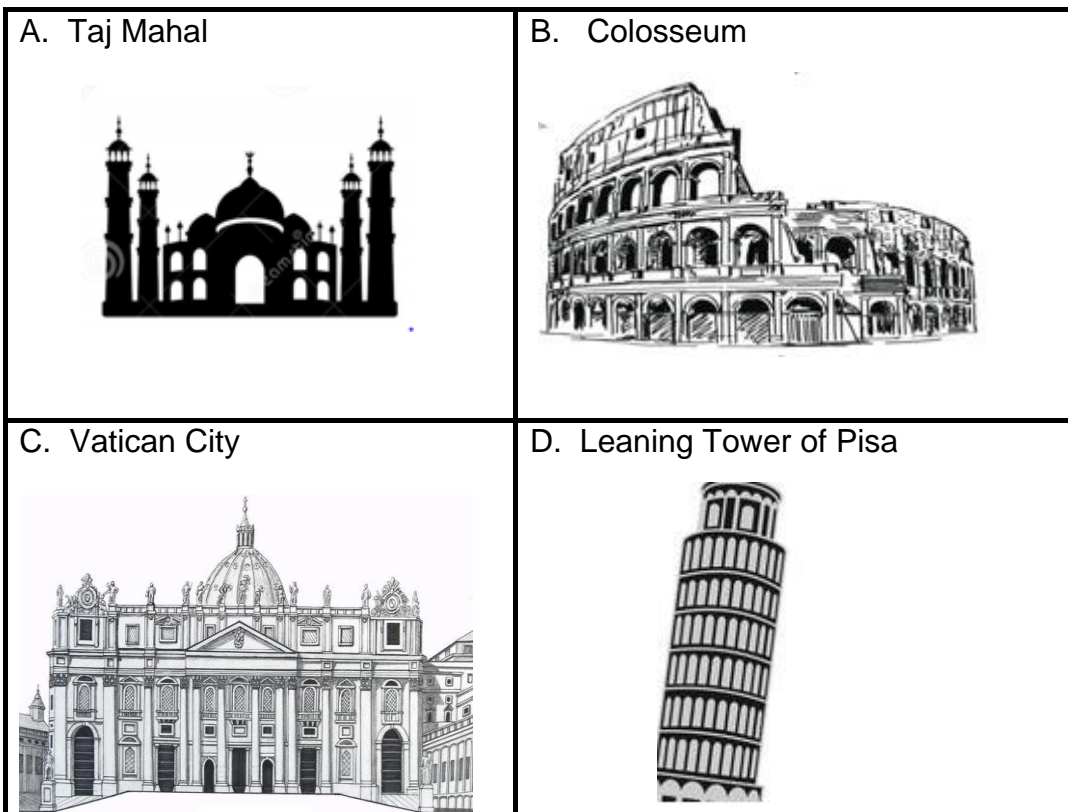 A. Taj Mahal
B. Colosseum
C. Vatican City
D. Leaning Tower of Pisa